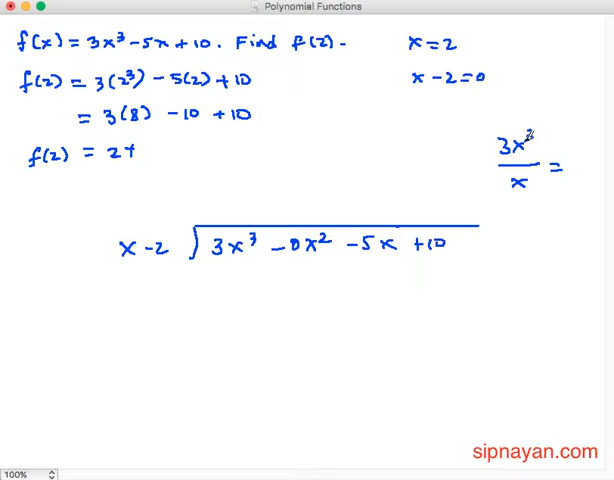 Polynomial Functions
f(x) = 3x³ - 5x + 10. Find f(2).
x = 2
f(2) = 3(2³) - 5(2) + 10
x - 2 = 0
= 3(8) - 10 + 10
f(2) = 24
3x³
x
=
x - 2 ) 3x³ - 0x² - 5x + 10
sipnayan.com
100%